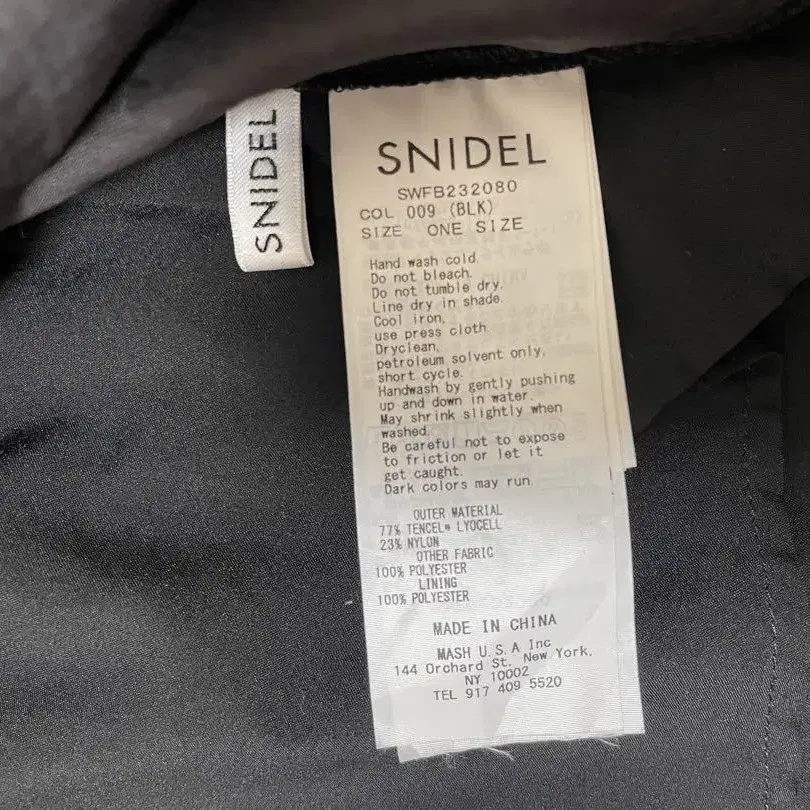 SNIDEL
SNIDEL
SWFB232080
COL 009 (BLK)
SIZE ONE SIZE
Hand wash cold.
Do not bleach.
Do not tumble dry.
Line dry in shade.
Cool iron,
use press cloth.
Dryclean,
petroleum solvent only,
short cycle.
Handwash by gently pushing
up and down in water.
May shrink slightly when
washed.
Be careful not to expose
to friction or let it
get caught.
Dark colors may run.
OUTER MATERIAL
77% TENCEL® LYOCELL
23% NYLON
OTHER FABRIC
100% POLYESTER
LINING
100% POLYESTER
MADE IN CHINA
MASH U.S.A Inc
144 Orchard St. New York,
NY 10002
TEL 917 409 5520